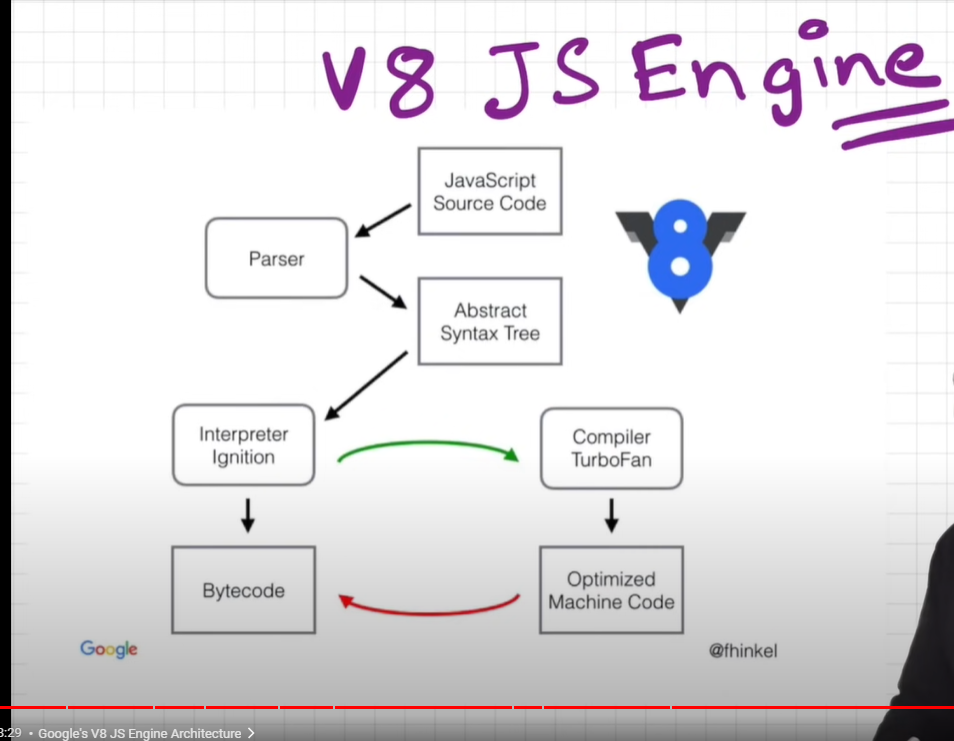 V8 JS Engine
JavaScript
Source Code
Parser
Abstract
Syntax Tree
Interpreter
Ignition
Compiler
TurboFan
Bytecode
Optimized
Machine Code
Google
@fhinkel
3:29 • Google's V8 JS Engine Architecture